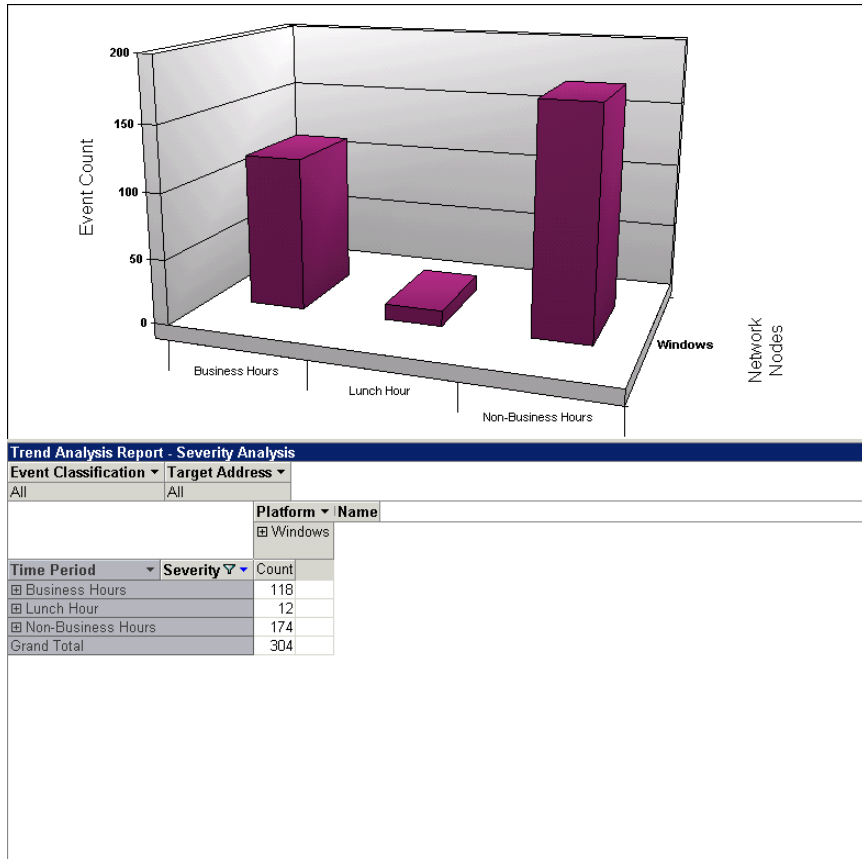 200
150
100
50
0
Event Count
Business Hours
Lunch Hour
Non-Business Hours
Windows
Network
Nodes
Trend Analysis Report - Severity Analysis
Event Classification Target Address
All All
Platform Name
Windows
Time Period Severity Count
Business Hours 118
Lunch Hour 12
Non-Business Hours 174
Grand Total 304